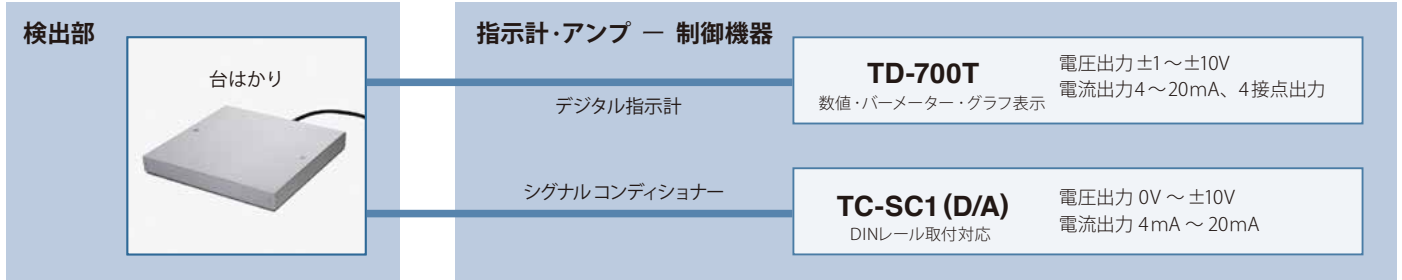 検出部
台はかり
指示計・アンプ － 制御機器
デジタル指示計
TD-700T
数値・バーメーター・グラフ表示
電圧出力 ±1～±10V
電流出力4～20mA、4接点出力
シグナルコンディショナー
TC-SC1(D/A)
DINレール取付対応
電圧出力 0V ～ ±10V
電流出力 4mA ～ 20mA